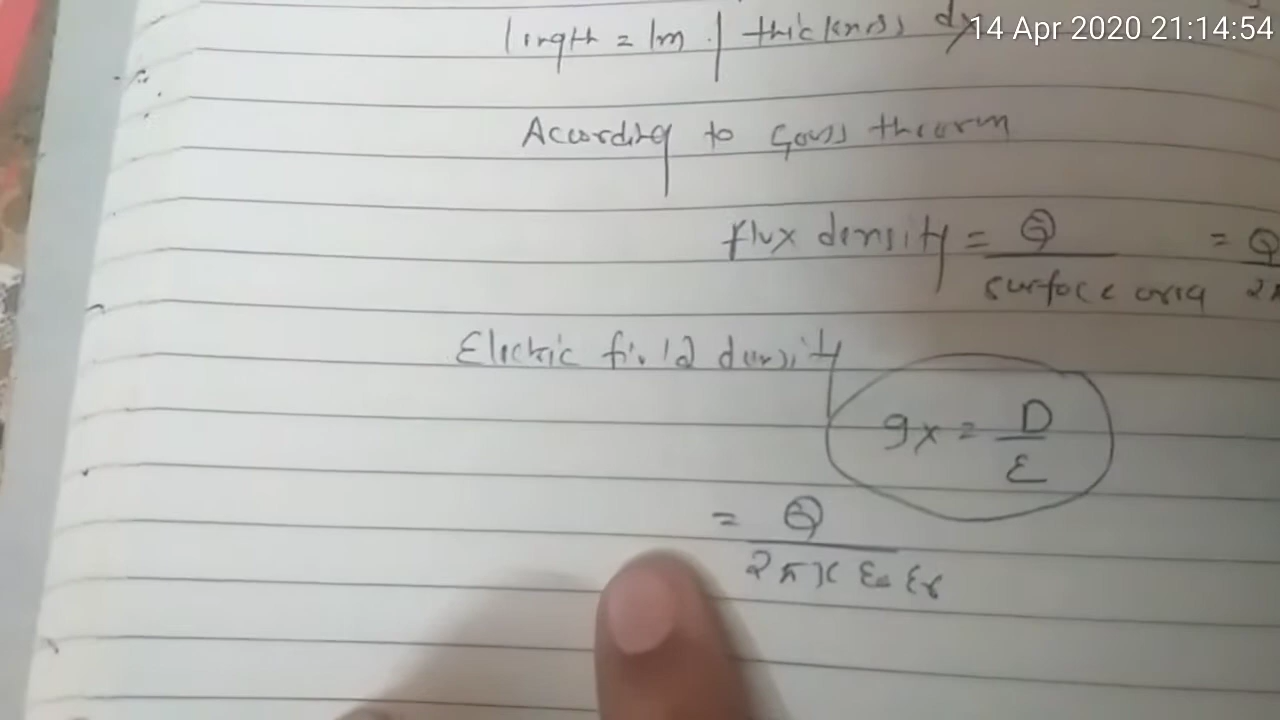 length = 1m . | thickness dx
14 Apr 2020 21:14:54
According to Gauss theorem
flux density = Q / surface area = Q / 2π
Electric field density
gx = D / ε
= Q / 2πx ε₀ εr